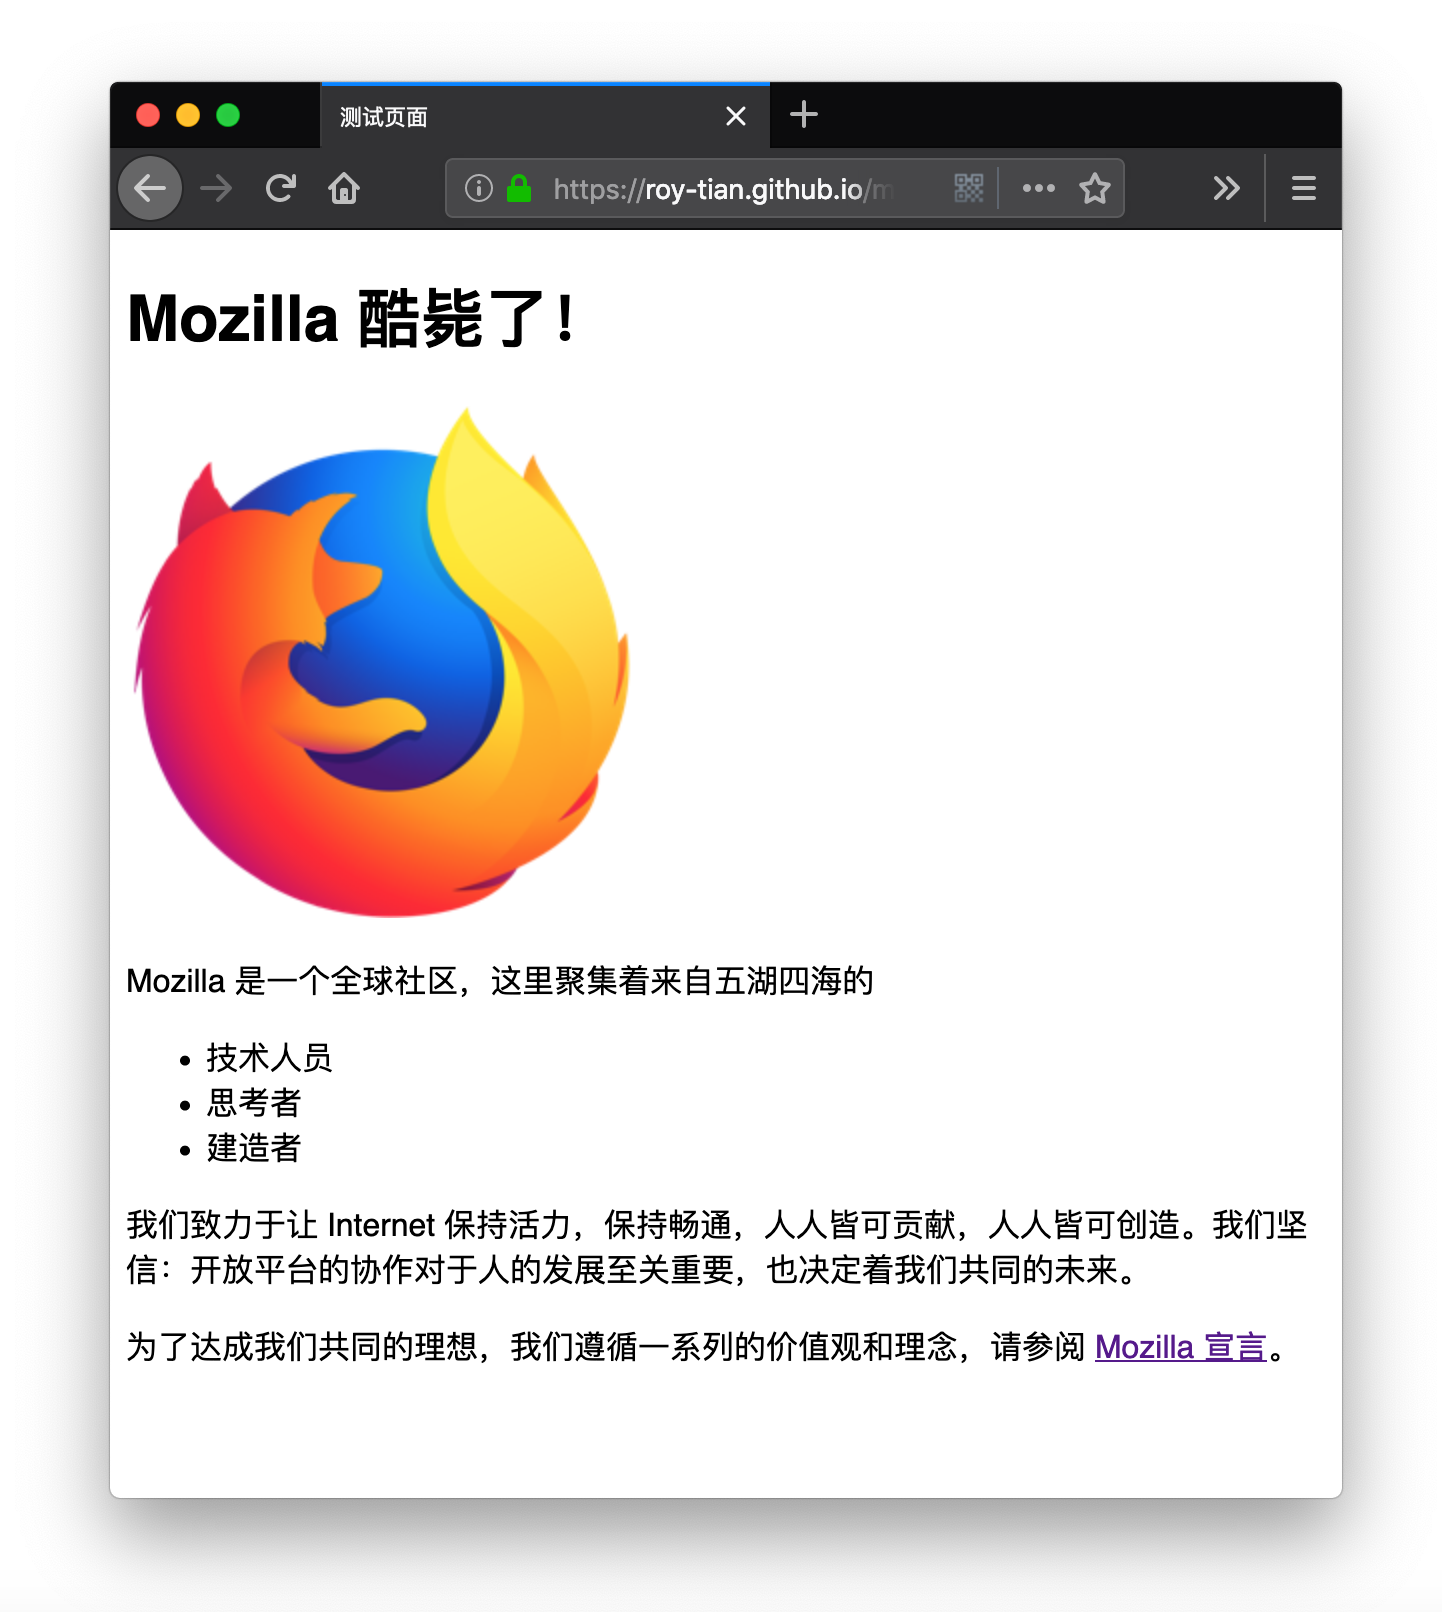 测试页面
https://roy-tian.github.io/m
Mozilla 酷毙了！
Mozilla 是一个全球社区，这里聚集着来自五湖四海的
• 技术人员
• 思考者
• 建造者
我们致力于让 Internet 保持活力，保持畅通，人人皆可贡献，人人皆可创造。我们坚
信：开放平台的协作对于人的发展至关重要，也决定着我们共同的未来。
为了达成我们共同的理想，我们遵循一系列的价值观和理念，请参阅 Mozilla 宣言。